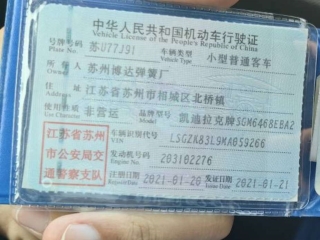 中华人民共和国机动车行驶证
Vehicle License of the People's Republic of China
号牌号码 苏U77J91 车辆类型 小型普通客车
Plate No. Vehicle Type
所有人 苏州博达弹簧厂
Owner
住址 江苏省苏州市相城区北桥镇
Address
使用性质 非营运 品牌型号 凯迪拉克牌SGM6468EBA2
Use Character Model
江苏省苏州 车辆识别代号
市公安局交
通警察支队
VIN
发动机号码 203102276
Engine No.
注册日期 2021-01-20 发证日期 2021-01-21
Register Date Issue Date